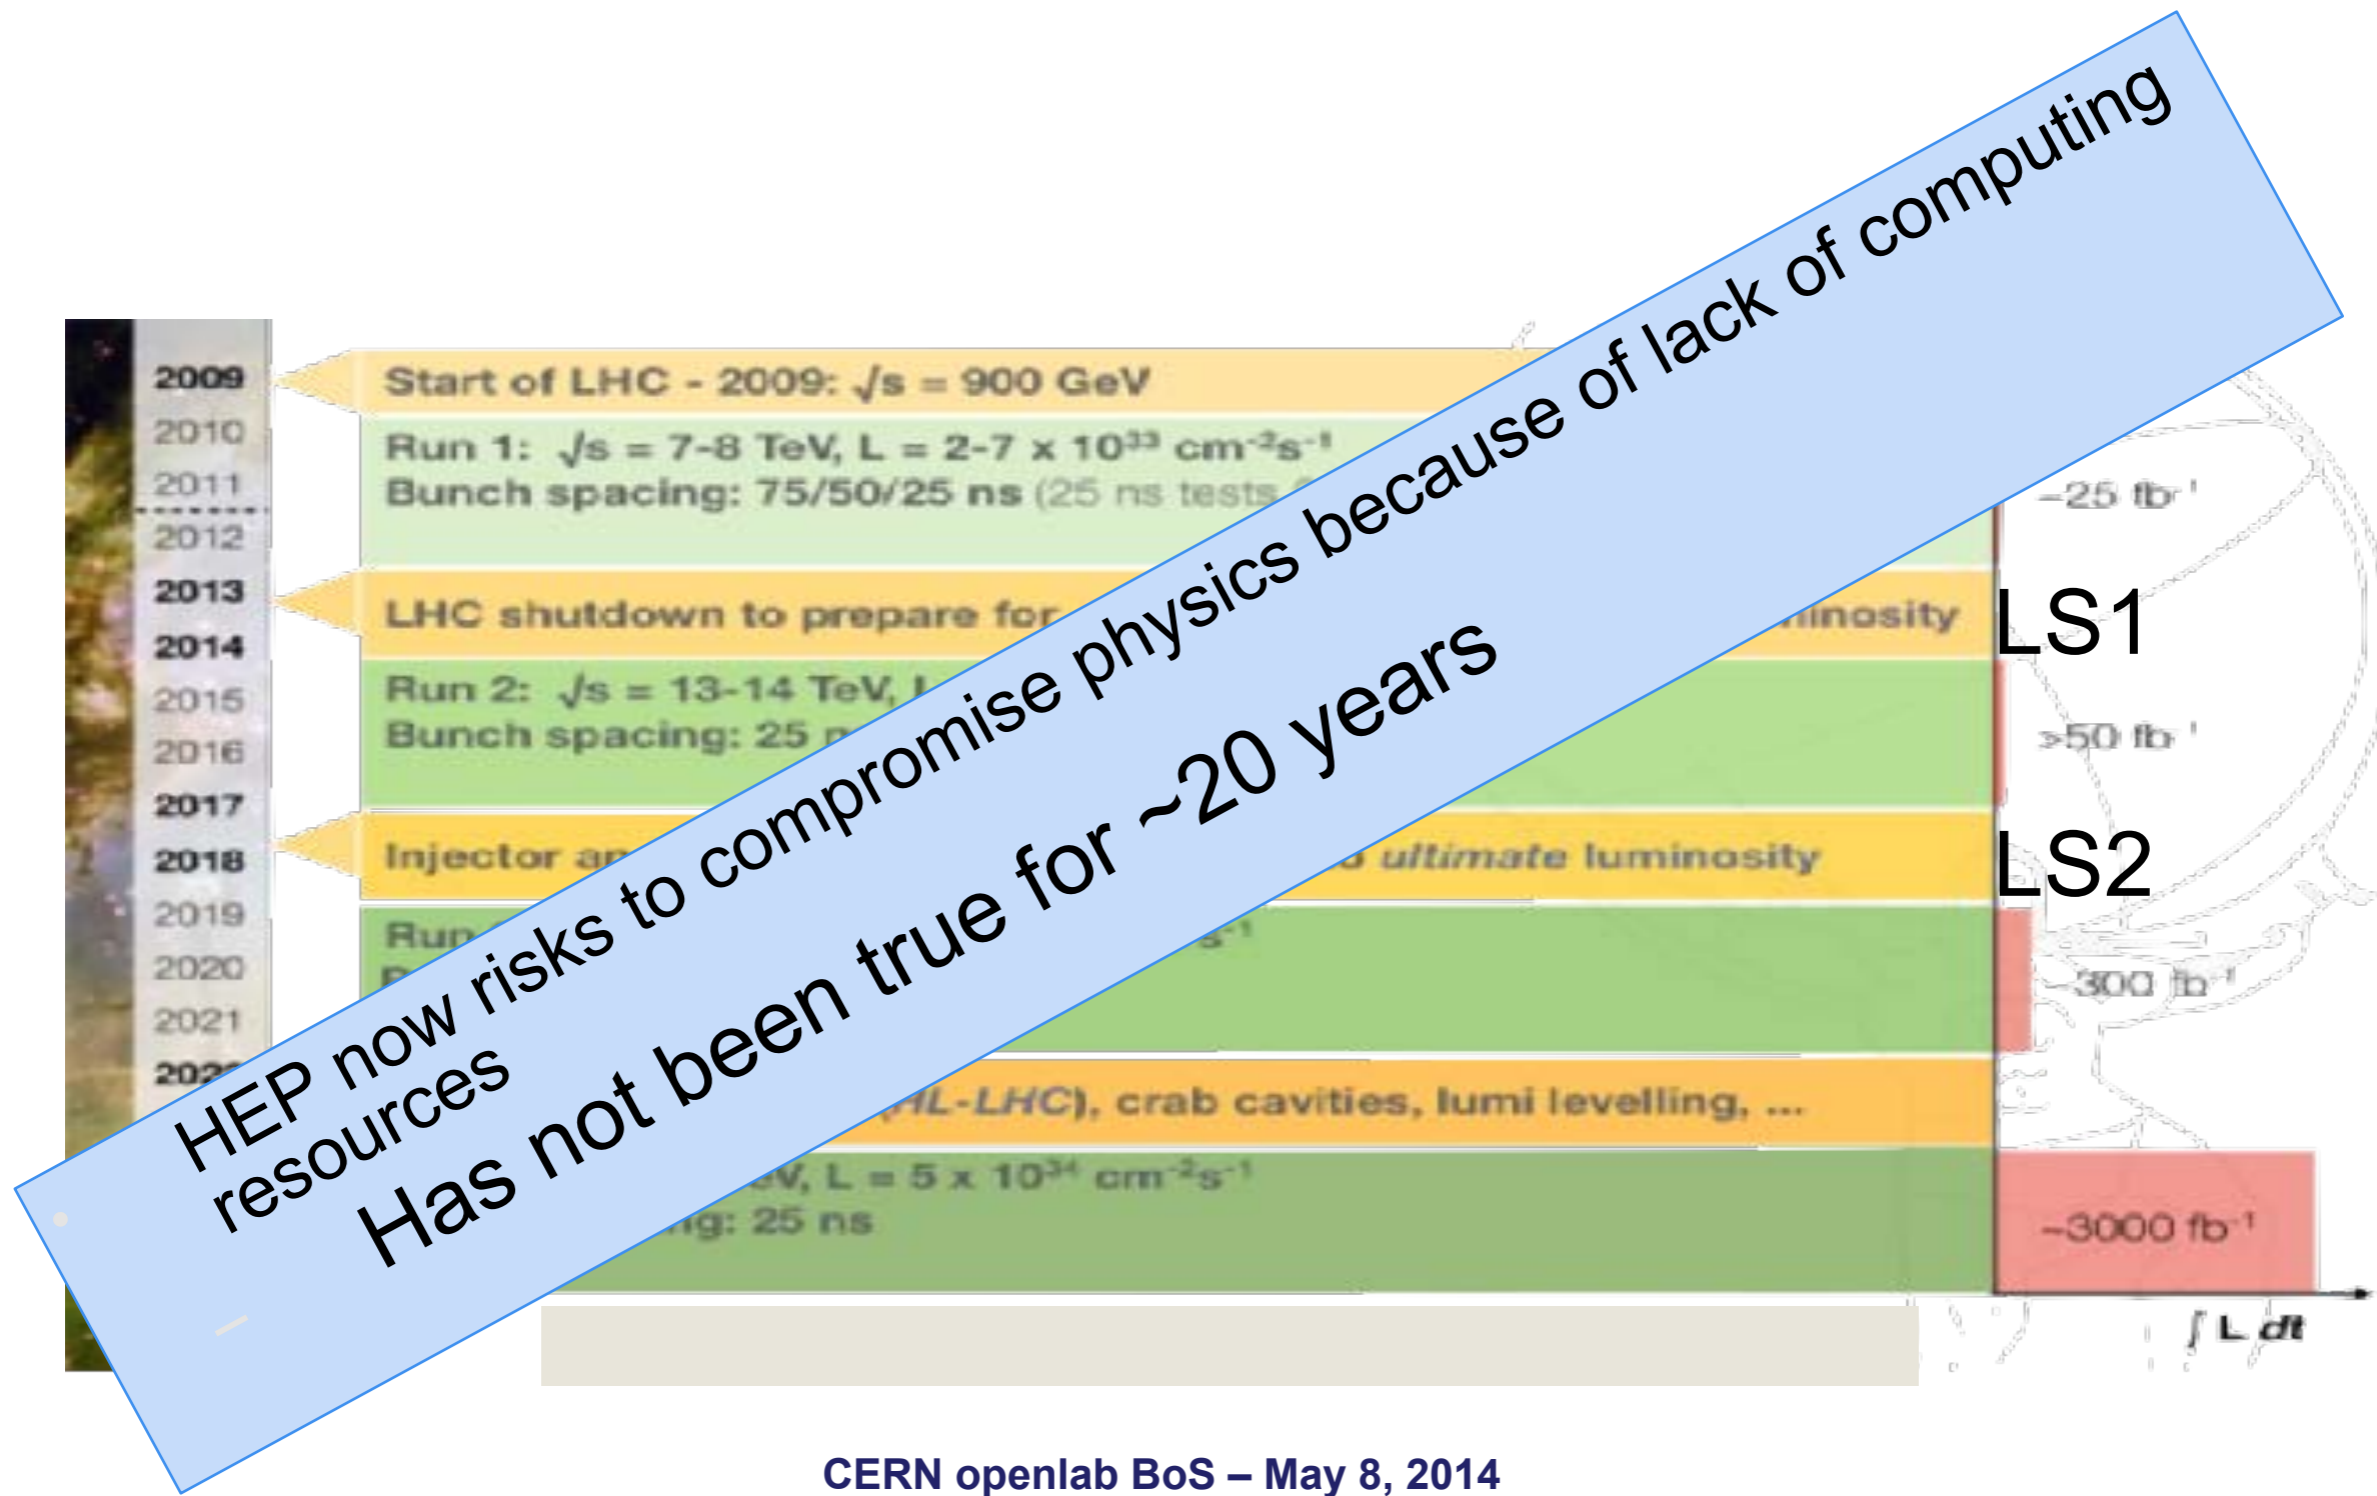 2009
Start of LHC - 2009: √s = 900 GeV
2010
Run 1: √s = 7-8 TeV, L = 2-7 x 10³³ cm⁻²s⁻¹
2011
Bunch spacing: 75/50/25 ns (25 ns tests
~25 fb⁻¹
2012
2013
LHC shutdown to prepare for
LS1
2014
2015
Run 2: √s = 13-14 TeV,
2016
Bunch spacing: 25
>50 fb⁻¹
2017
2018
Injector
ultimate luminosity
LS2
2019
Run
s⁻¹
2020
~300 fb⁻¹
2021
(HL-LHC), crab cavities, lumi levelling, ...
L = 5 x 10³⁴ cm⁻²s⁻¹
25 ns
~3000 fb⁻¹
∫ L dt
HEP now risks to compromise physics because of lack of computing
resources
Has not been true for ~20 years
CERN openlab BoS – May 8, 2014